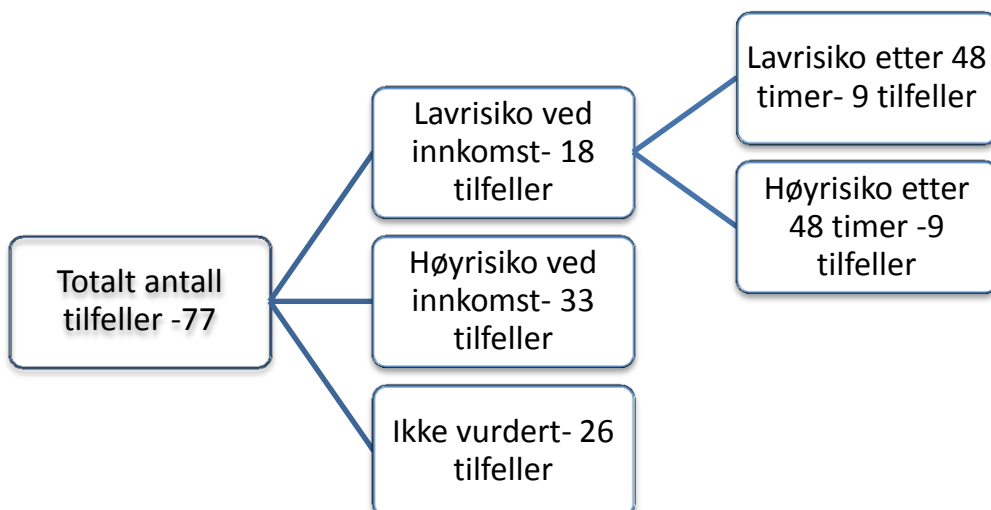 Totalt antall
tilfeller -77
Lavrisiko ved
innkomst- 18
tilfeller
Høyrisiko ved
innkomst- 33
tilfeller
Ikke vurdert- 26
tilfeller
Lavrisiko etter 48
timer- 9 tilfeller
Høyrisiko etter
48 timer -9
tilfeller